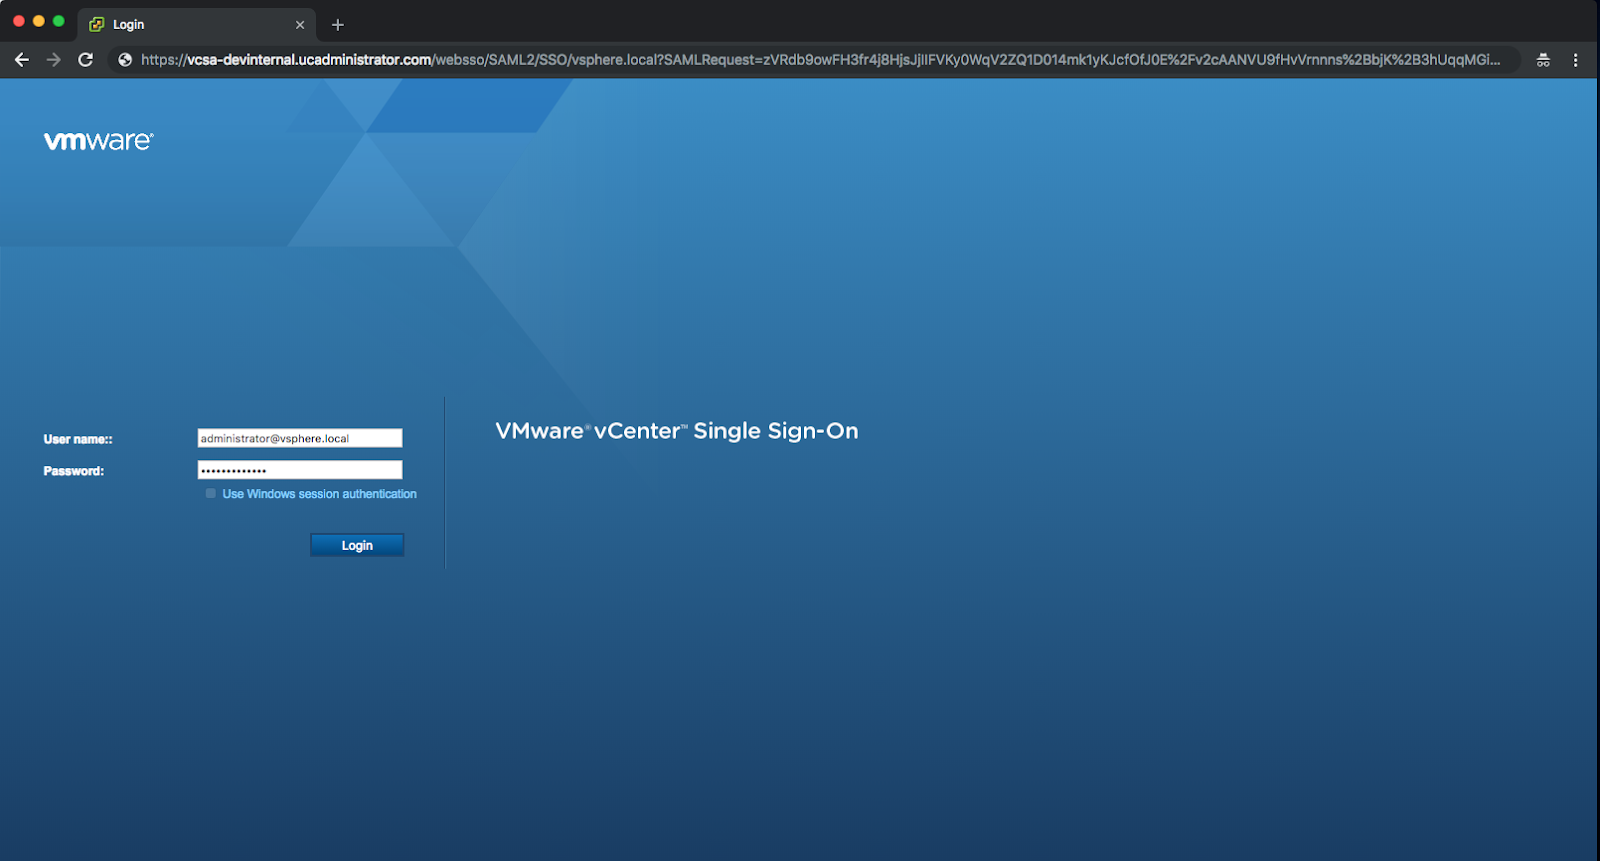 Login
https://vcsa-devinternal.ucadministrator.com/websso/SAML2/SSO/vsphere.local?SAMLRequest=zVRdb9owFH3fr4j8HjsJjIIFVKy0WqV2ZQ1D014mk1yKJcfOfJ0E%2Fv2cAANVU9fHvVrnnns%2BbjK%2B3hUqqMGi...
vmware®
User name::
administrator@vsphere.local
VMware® vCenter™ Single Sign-On
Password:
Use Windows session authentication
Login